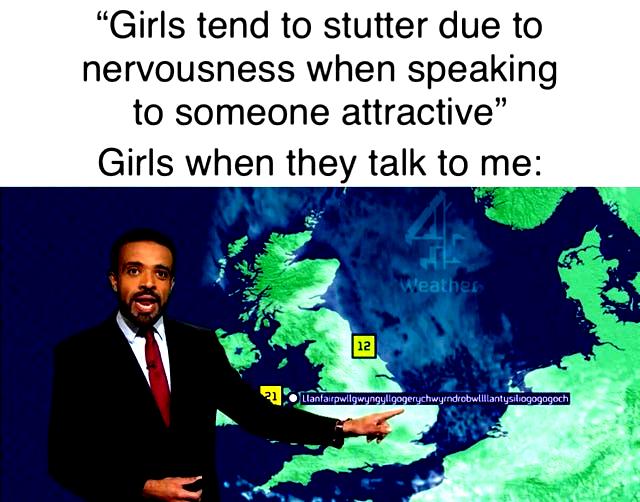 “Girls tend to stutter due to
nervousness when speaking
to someone attractive”
Girls when they talk to me:
4
Weather
12
21
Llanfairpwllgwyngyllgogerychwyrndrobwllllantysiliogogogoch